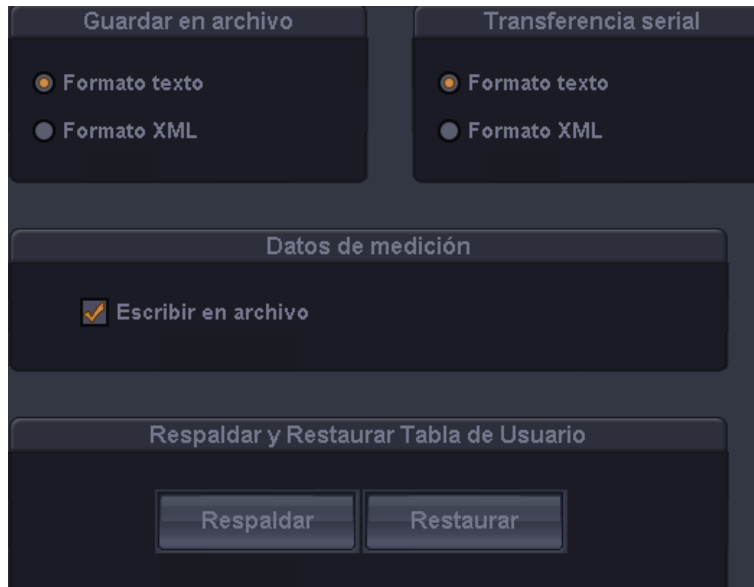 Guardar en archivo
Formato texto
Formato XML
Transferencia serial
Formato texto
Formato XML
Datos de medición
Escribir en archivo
Respaldar y Restaurar Tabla de Usuario
Respaldar
Restaurar